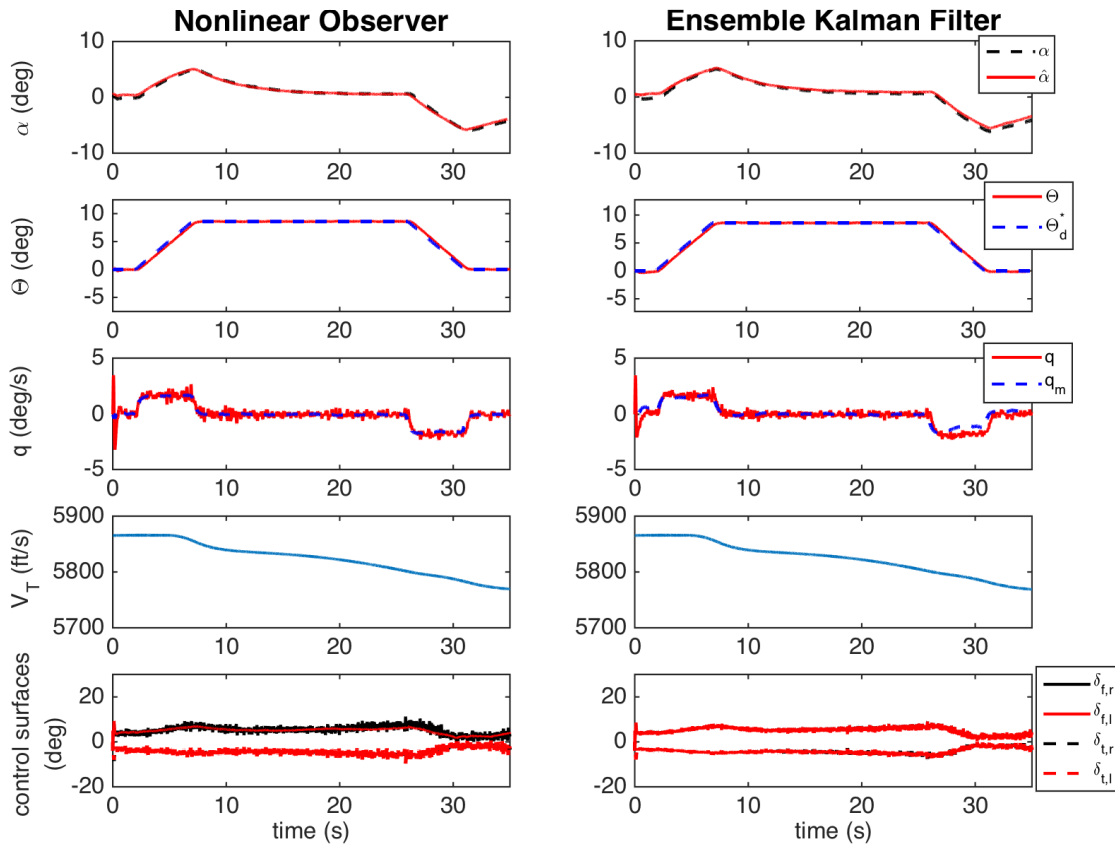 Nonlinear Observer
Ensemble Kalman Filter
α (deg)
10
0
-10
0 10 20 30
10
0
-10
0 10 20 30
α
α̂
Θ (deg)
10
5
0
-5
0 10 20 30
10
5
0
-5
10 20 30
Θ
Θ*d
q (deg/s)
5
0
-5
0 10 20 30
5
0
-5
0 10 20 30
q
qm
VT (ft/s)
5900
5800
5700
0 10 20 30
5900
5800
5700
0 10 20 30
control surfaces
(deg)
20
0
-20
0 10 20 30
time (s)
20
0
-20
0 10 20 30
time (s)
δf,r
δf,l
δt,r
δt,l